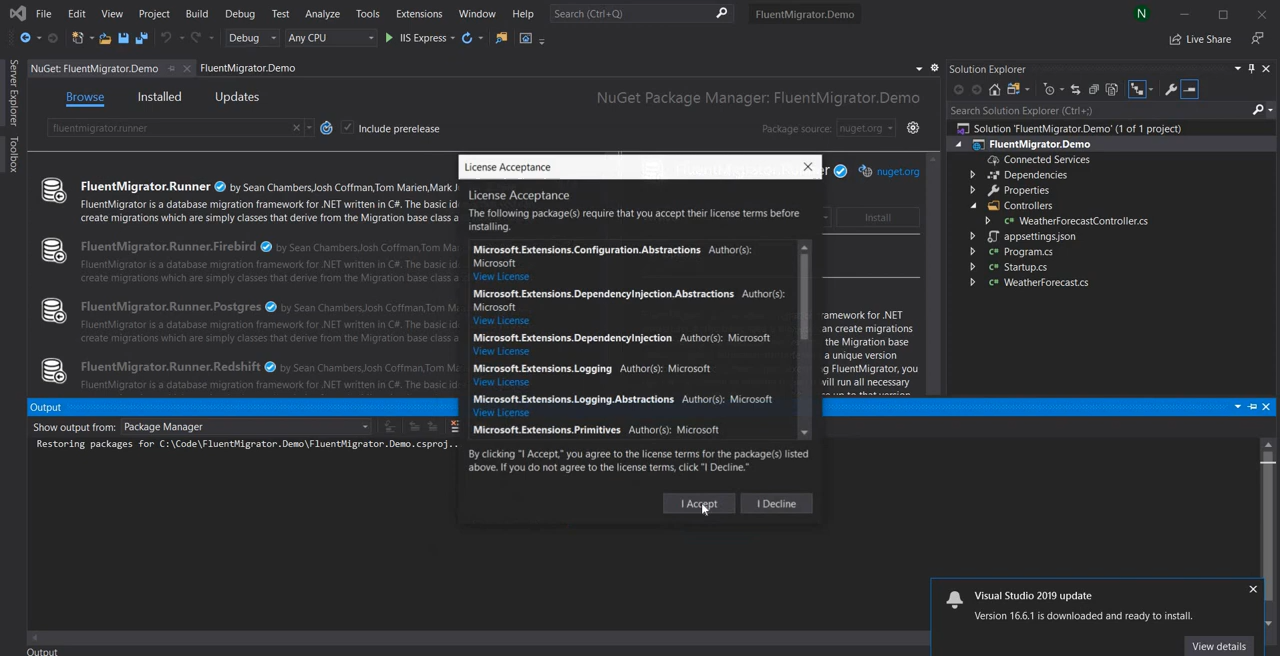 File Edit View Project Build Debug Test Analyze Tools Extensions Window Help Search (Ctrl+Q) FluentMigrator.Demo N
Debug Any CPU IIS Express Live Share
NuGet: FluentMigrator.Demo FluentMigrator.Demo
Server Explorer
Toolbox
Browse Installed Updates NuGet Package Manager: FluentMigrator.Demo
fluentmigrator.runner Include prerelease Package source: nuget.org
FluentMigrator.Runner by Sean Chambers,Josh Coffman,Tom Marien,Mark
FluentMigrator is a database migration framework for .NET written in C#. The basic
create migrations which are simply classes that derive from the Migration base class a
FluentMigrator.Runner.Firebird by Sean Chambers,Josh Coffman,Tom Ma
FluentMigrator is a database migration framework for .NET written in C#. The basic
create migrations which are simply classes that derive from the Migration base class a
FluentMigrator.Runner.Postgres by Sean Chambers,Josh Coffman,Tom
FluentMigrator is a database migration framework for .NET written in C#. The basic
create migrations which are simply classes that derive from the Migration base class a
FluentMigrator.Runner.Redshift by Sean Chambers,Josh Coffman,Tom
FluentMigrator is a database migration framework for .NET written in C#. The basic
create migrations which are simply classes that derive from the Migration base class a
nuget.org
Install
framework for .NET
an create migrations
the Migration base
a unique version
g FluentMigrator, you
will run all necessary
License Acceptance
License Acceptance
The following package(s) require that you accept their license terms before
installing.
Microsoft.Extensions.Configuration.Abstractions Author(s):
Microsoft
View License
Microsoft.Extensions.DependencyInjection.Abstractions Author(s):
Microsoft
View License
Microsoft.Extensions.DependencyInjection Author(s): Microsoft
View License
Microsoft.Extensions.Logging Author(s): Microsoft
View License
Microsoft.Extensions.Logging.Abstractions Author(s): Microsoft
View License
Microsoft.Extensions.Primitives Author(s): Microsoft
By clicking "I Accept," you agree to the license terms for the package(s) listed
above. If you do not agree to the license terms, click "I Decline."
I Accept I Decline
Solution Explorer
Search Solution Explorer (Ctrl+;)
Solution 'FluentMigrator.Demo' (1 of 1 project)
FluentMigrator.Demo
Connected Services
Dependencies
Properties
Controllers
C# WeatherForecastController.cs
appsettings.json
C# Program.cs
C# Startup.cs
C# WeatherForecast.cs
Output
Show output from: Package Manager
Restoring packages for C:\Code\FluentMigrator.Demo\FluentMigrator.Demo.csproj...
Visual Studio 2019 update
Version 16.6.1 is downloaded and ready to install.
View details
Output